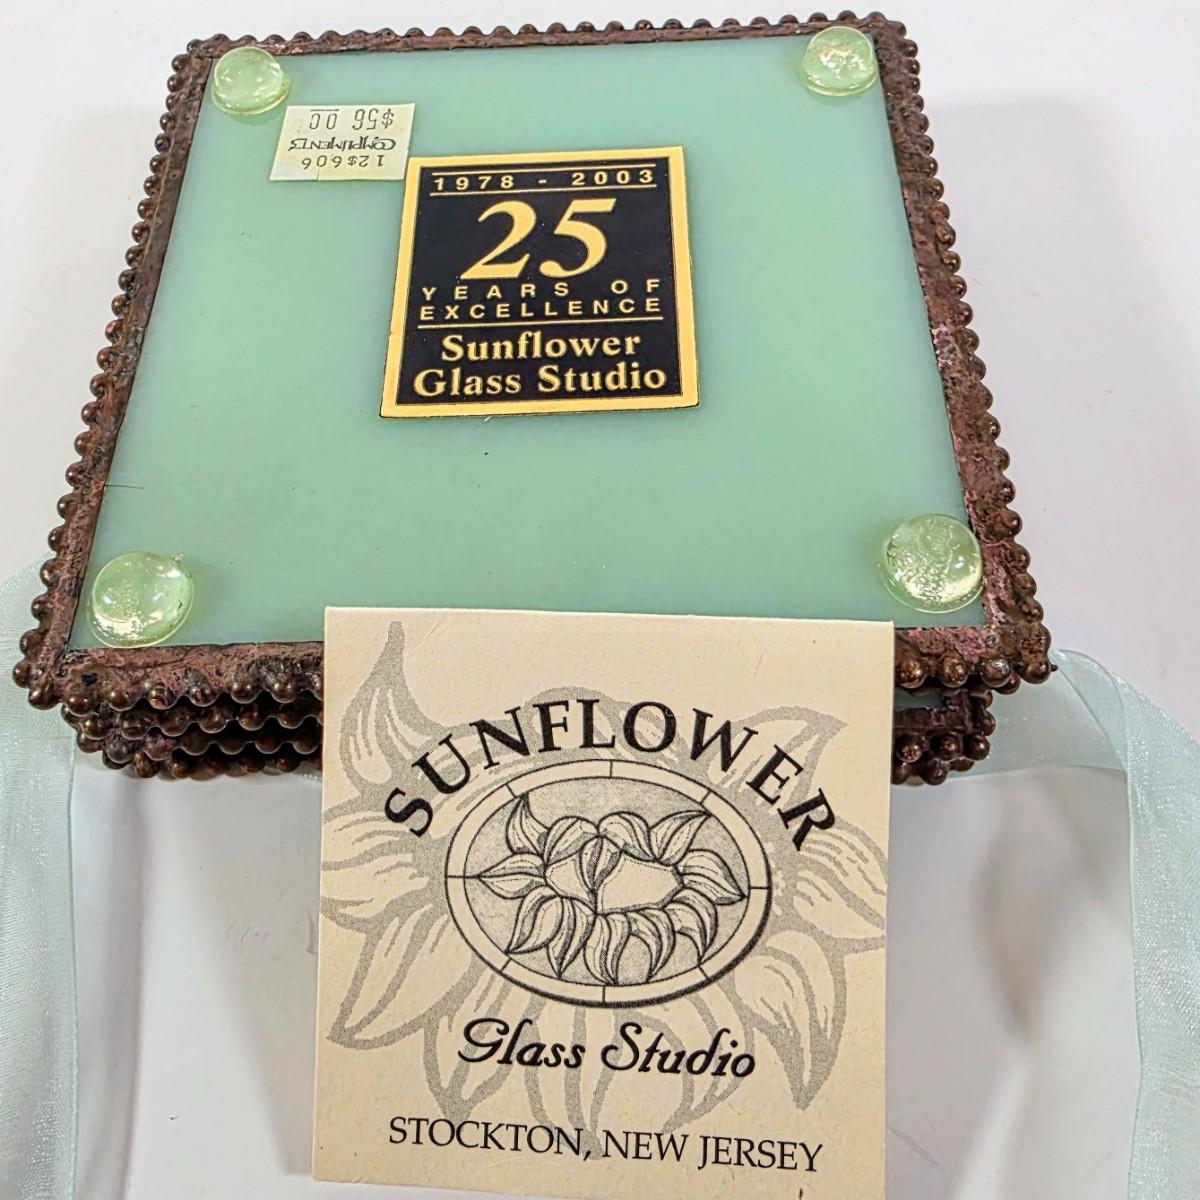 12$606
COMPLIMENTS
$56 00
1978 - 2003
25
YEARS OF
EXCELLENCE
Sunflower
Glass Studio
SUNFLOWER
Glass Studio
STOCKTON, NEW JERSEY